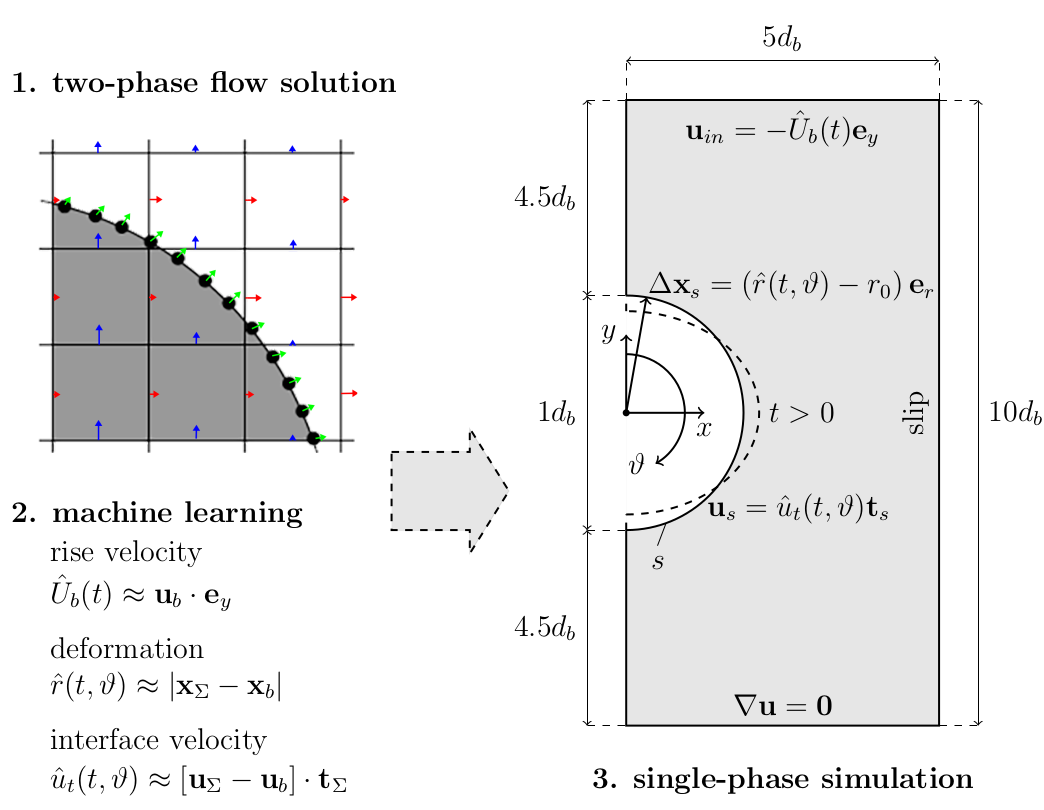 1. two-phase flow solution
2. machine learning
rise velocity
Û_b(t) ≈ u_b · e_y
deformation
r̂(t, ϑ) ≈ |x_Σ − x_b|
interface velocity
û_t(t, ϑ) ≈ [u_Σ − u_b] · t_Σ
5d_b
u_in = −Û_b(t)e_y
4.5d_b
Δx_s = (r̂(t, ϑ) − r_0) e_r
y
1d_b
x
t > 0
slip
10d_b
ϑ
u_s = û_t(t, ϑ)t_s
s
4.5d_b
∇u = 0
3. single-phase simulation